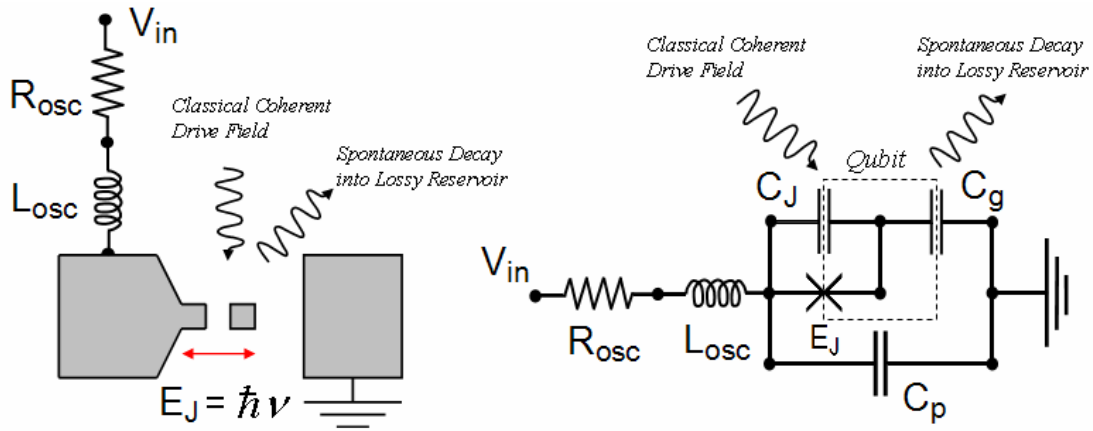 V_in
R_osc
Classical Coherent
Drive Field
Spontaneous Decay
into Lossy Reservoir
L_osc
E_J = ħν
Classical Coherent
Drive Field
Spontaneous Decay
into Lossy Reservoir
Qubit
C_J
C_g
V_in
R_osc
L_osc
E_J
C_p